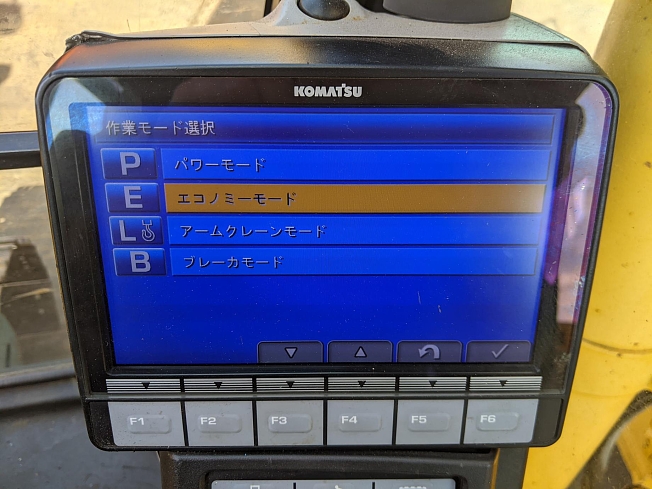 KOMATSU
作業モード選択
P パワーモード
E エコノミーモード
L アームクレーンモード
B ブレーカモード
F1 F2 F3 F4 F5 F6